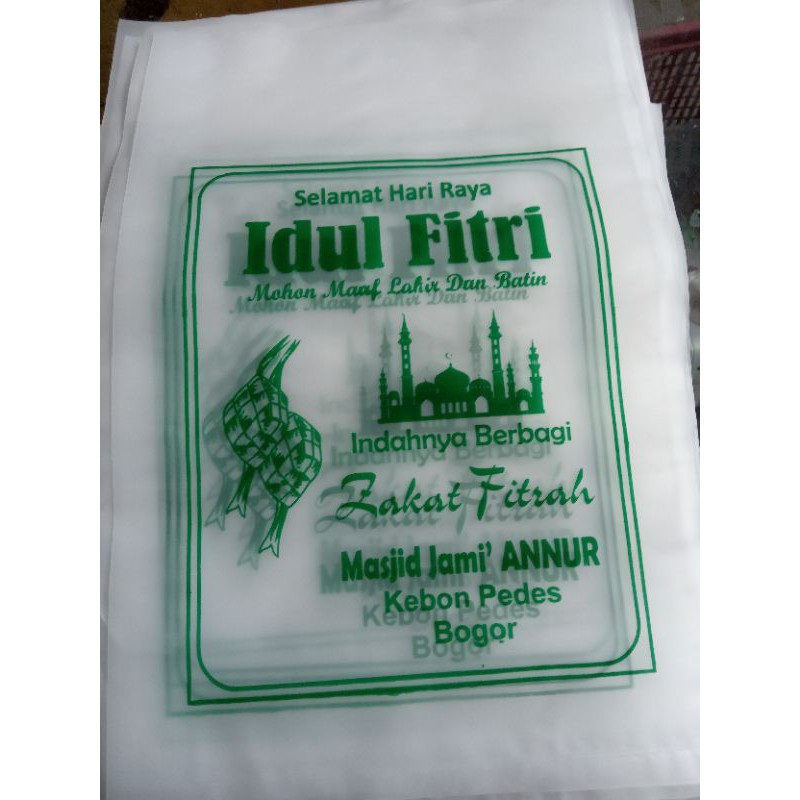 Selamat Hari Raya
Idul Fitri
Mohon Maaf Lahir Dan Batin
Indahnya Berbagi
Zakat Fitrah
Masjid Jami' ANNUR
Kebon Pedes
Bogor